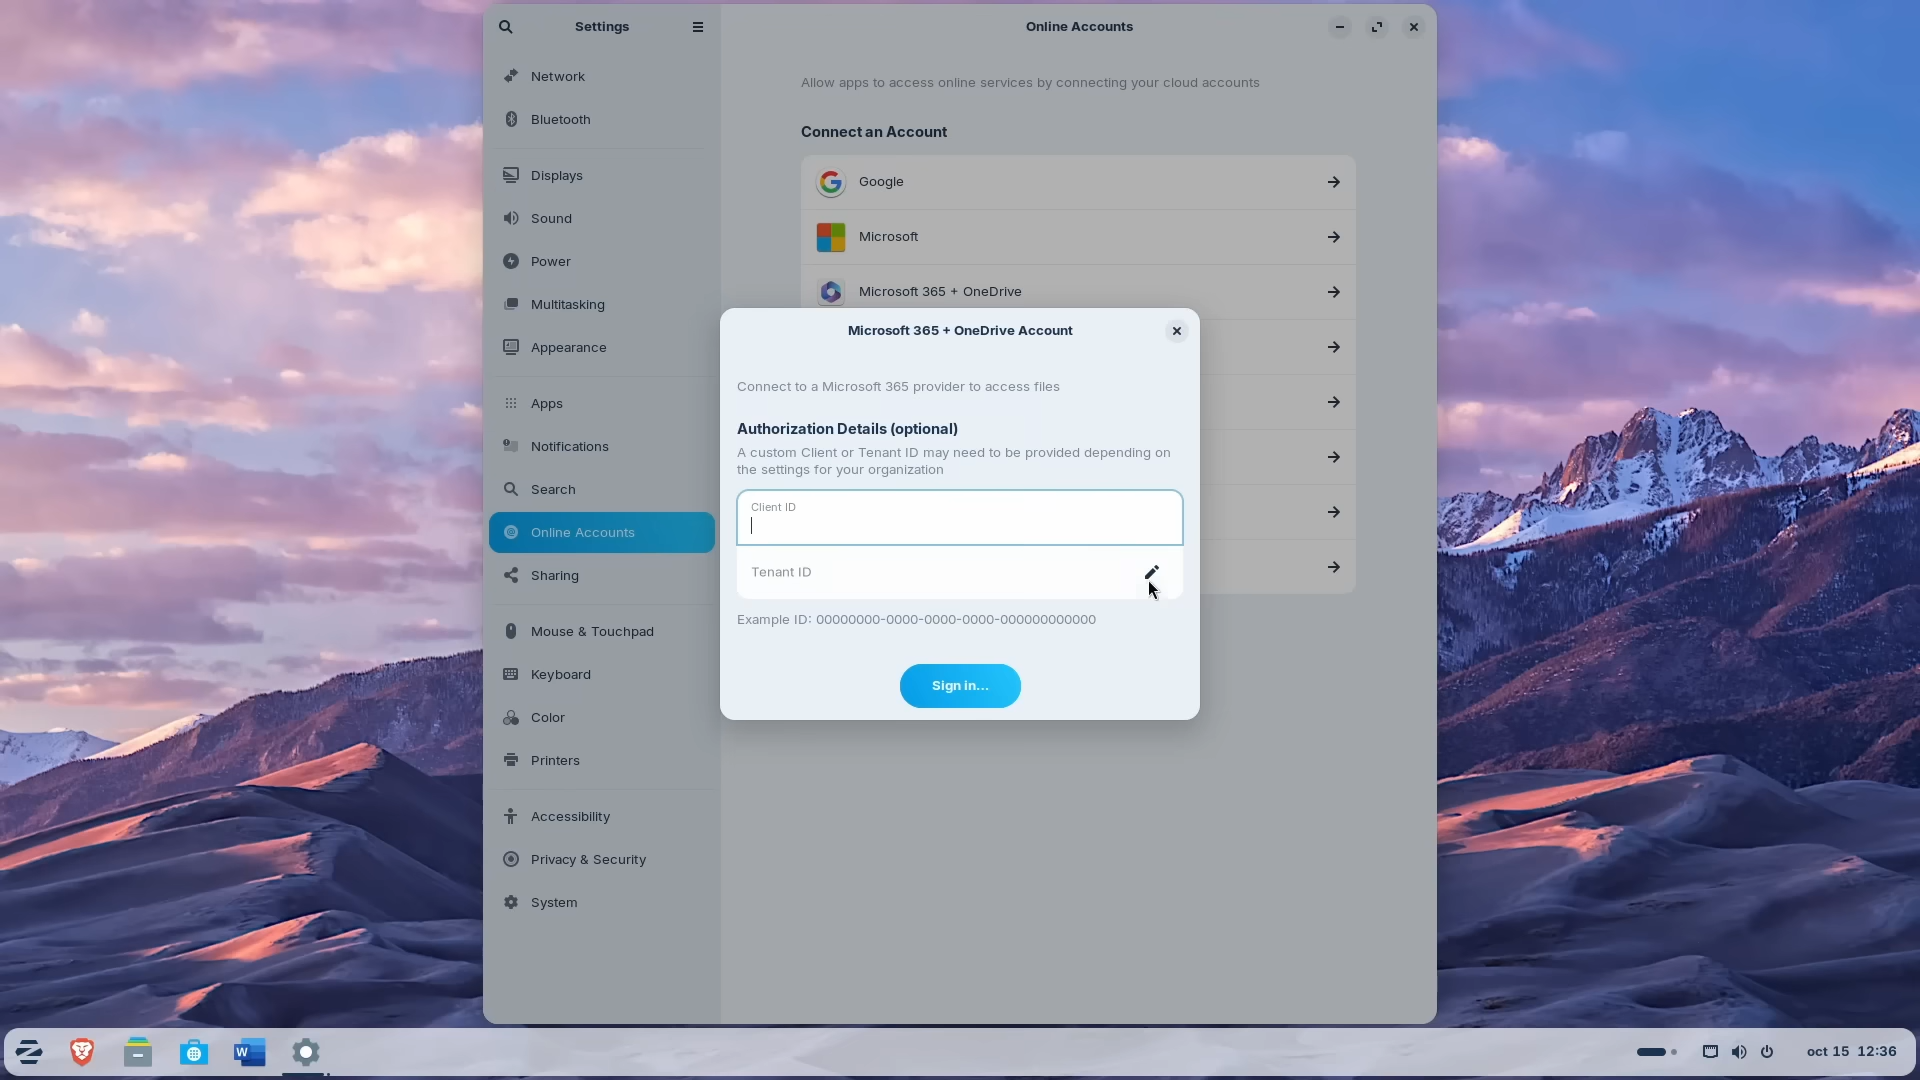 Settings
Online Accounts
Network
Bluetooth
Displays
Sound
Power
Multitasking
Appearance
Apps
Notifications
Search
Online Accounts
Sharing
Mouse & Touchpad
Keyboard
Color
Printers
Accessibility
Privacy & Security
System
Allow apps to access online services by connecting your cloud accounts
Connect an Account
Google
Microsoft
Microsoft 365 + OneDrive
Microsoft 365 + OneDrive Account
Connect to a Microsoft 365 provider to access files
Authorization Details (optional)
A custom Client or Tenant ID may need to be provided depending on
the settings for your organization
Client ID
Tenant ID
Example ID: 00000000-0000-0000-0000-000000000000
Sign in...
W
oct 15 12:36